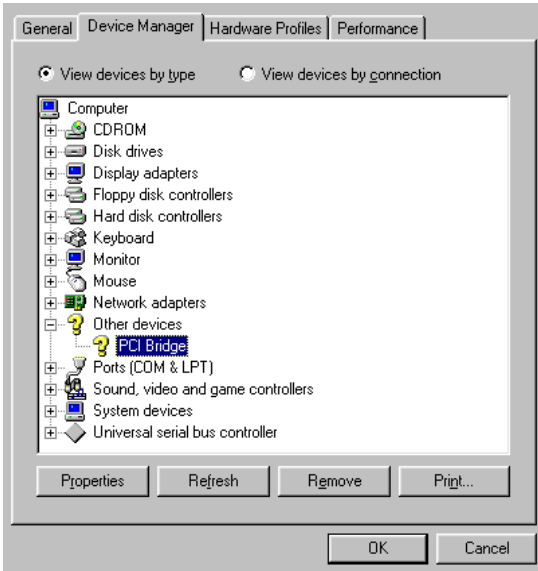 General Device Manager Hardware Profiles Performance
View devices by type View devices by connection
Computer
CDROM
Disk drives
Display adapters
Floppy disk controllers
Hard disk controllers
Keyboard
Monitor
Mouse
Network adapters
Other devices
PCI Bridge
Ports (COM & LPT)
Sound, video and game controllers
System devices
Universal serial bus controller
Properties Refresh Remove Print...
OK Cancel